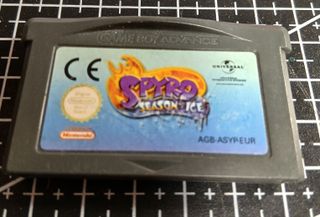 GAME BOY ADVANCE
CE
SPYRO
SEASON OF ICE
UNIVERSAL
Nintendo
AGB-ASYP-EUR